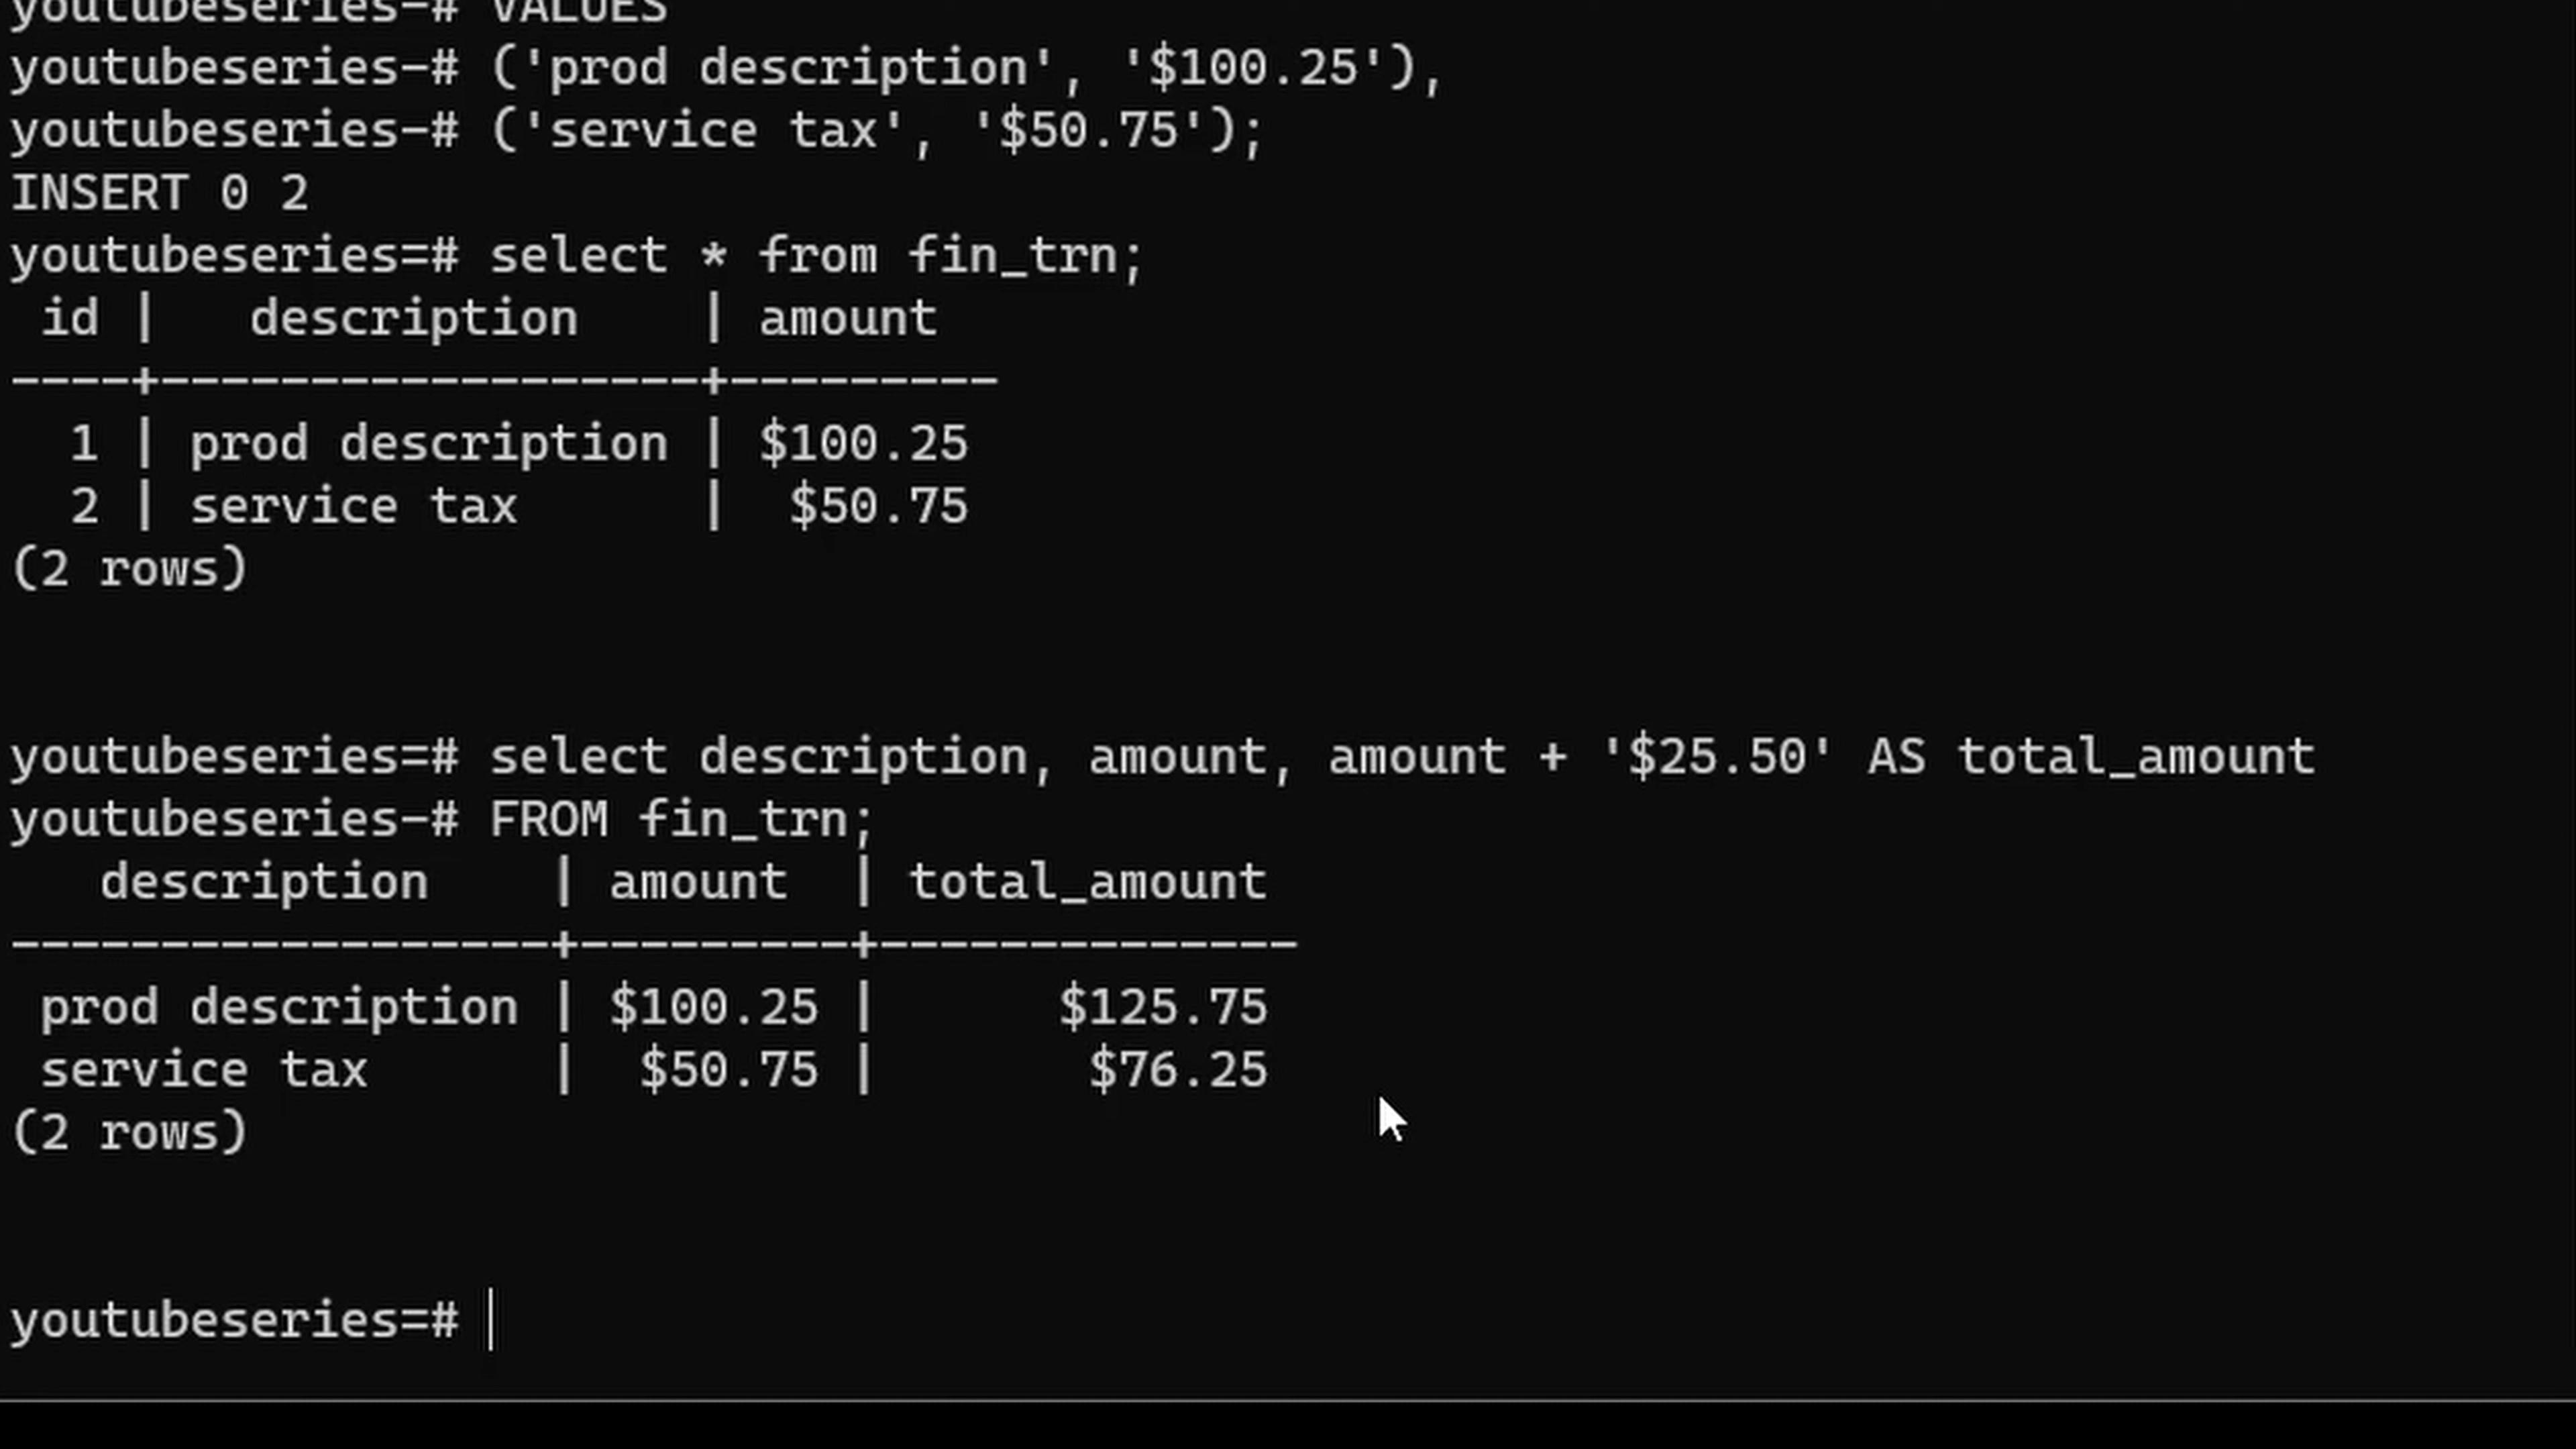 youtubeseries-# VALUES
youtubeseries-# ('prod description', '$100.25'),
youtubeseries-# ('service tax', '$50.75');
INSERT 0 2
youtubeseries=# select * from fin_trn;
 id |   description    | amount
----+------------------+---------
  1 | prod description | $100.25
  2 | service tax      |  $50.75
(2 rows)
youtubeseries=# select description, amount, amount + '$25.50' AS total_amount
youtubeseries-# FROM fin_trn;
   description    | amount  | total_amount
------------------+---------+--------------
 prod description | $100.25 |      $125.75
 service tax      |  $50.75 |       $76.25
(2 rows)
youtubeseries=#